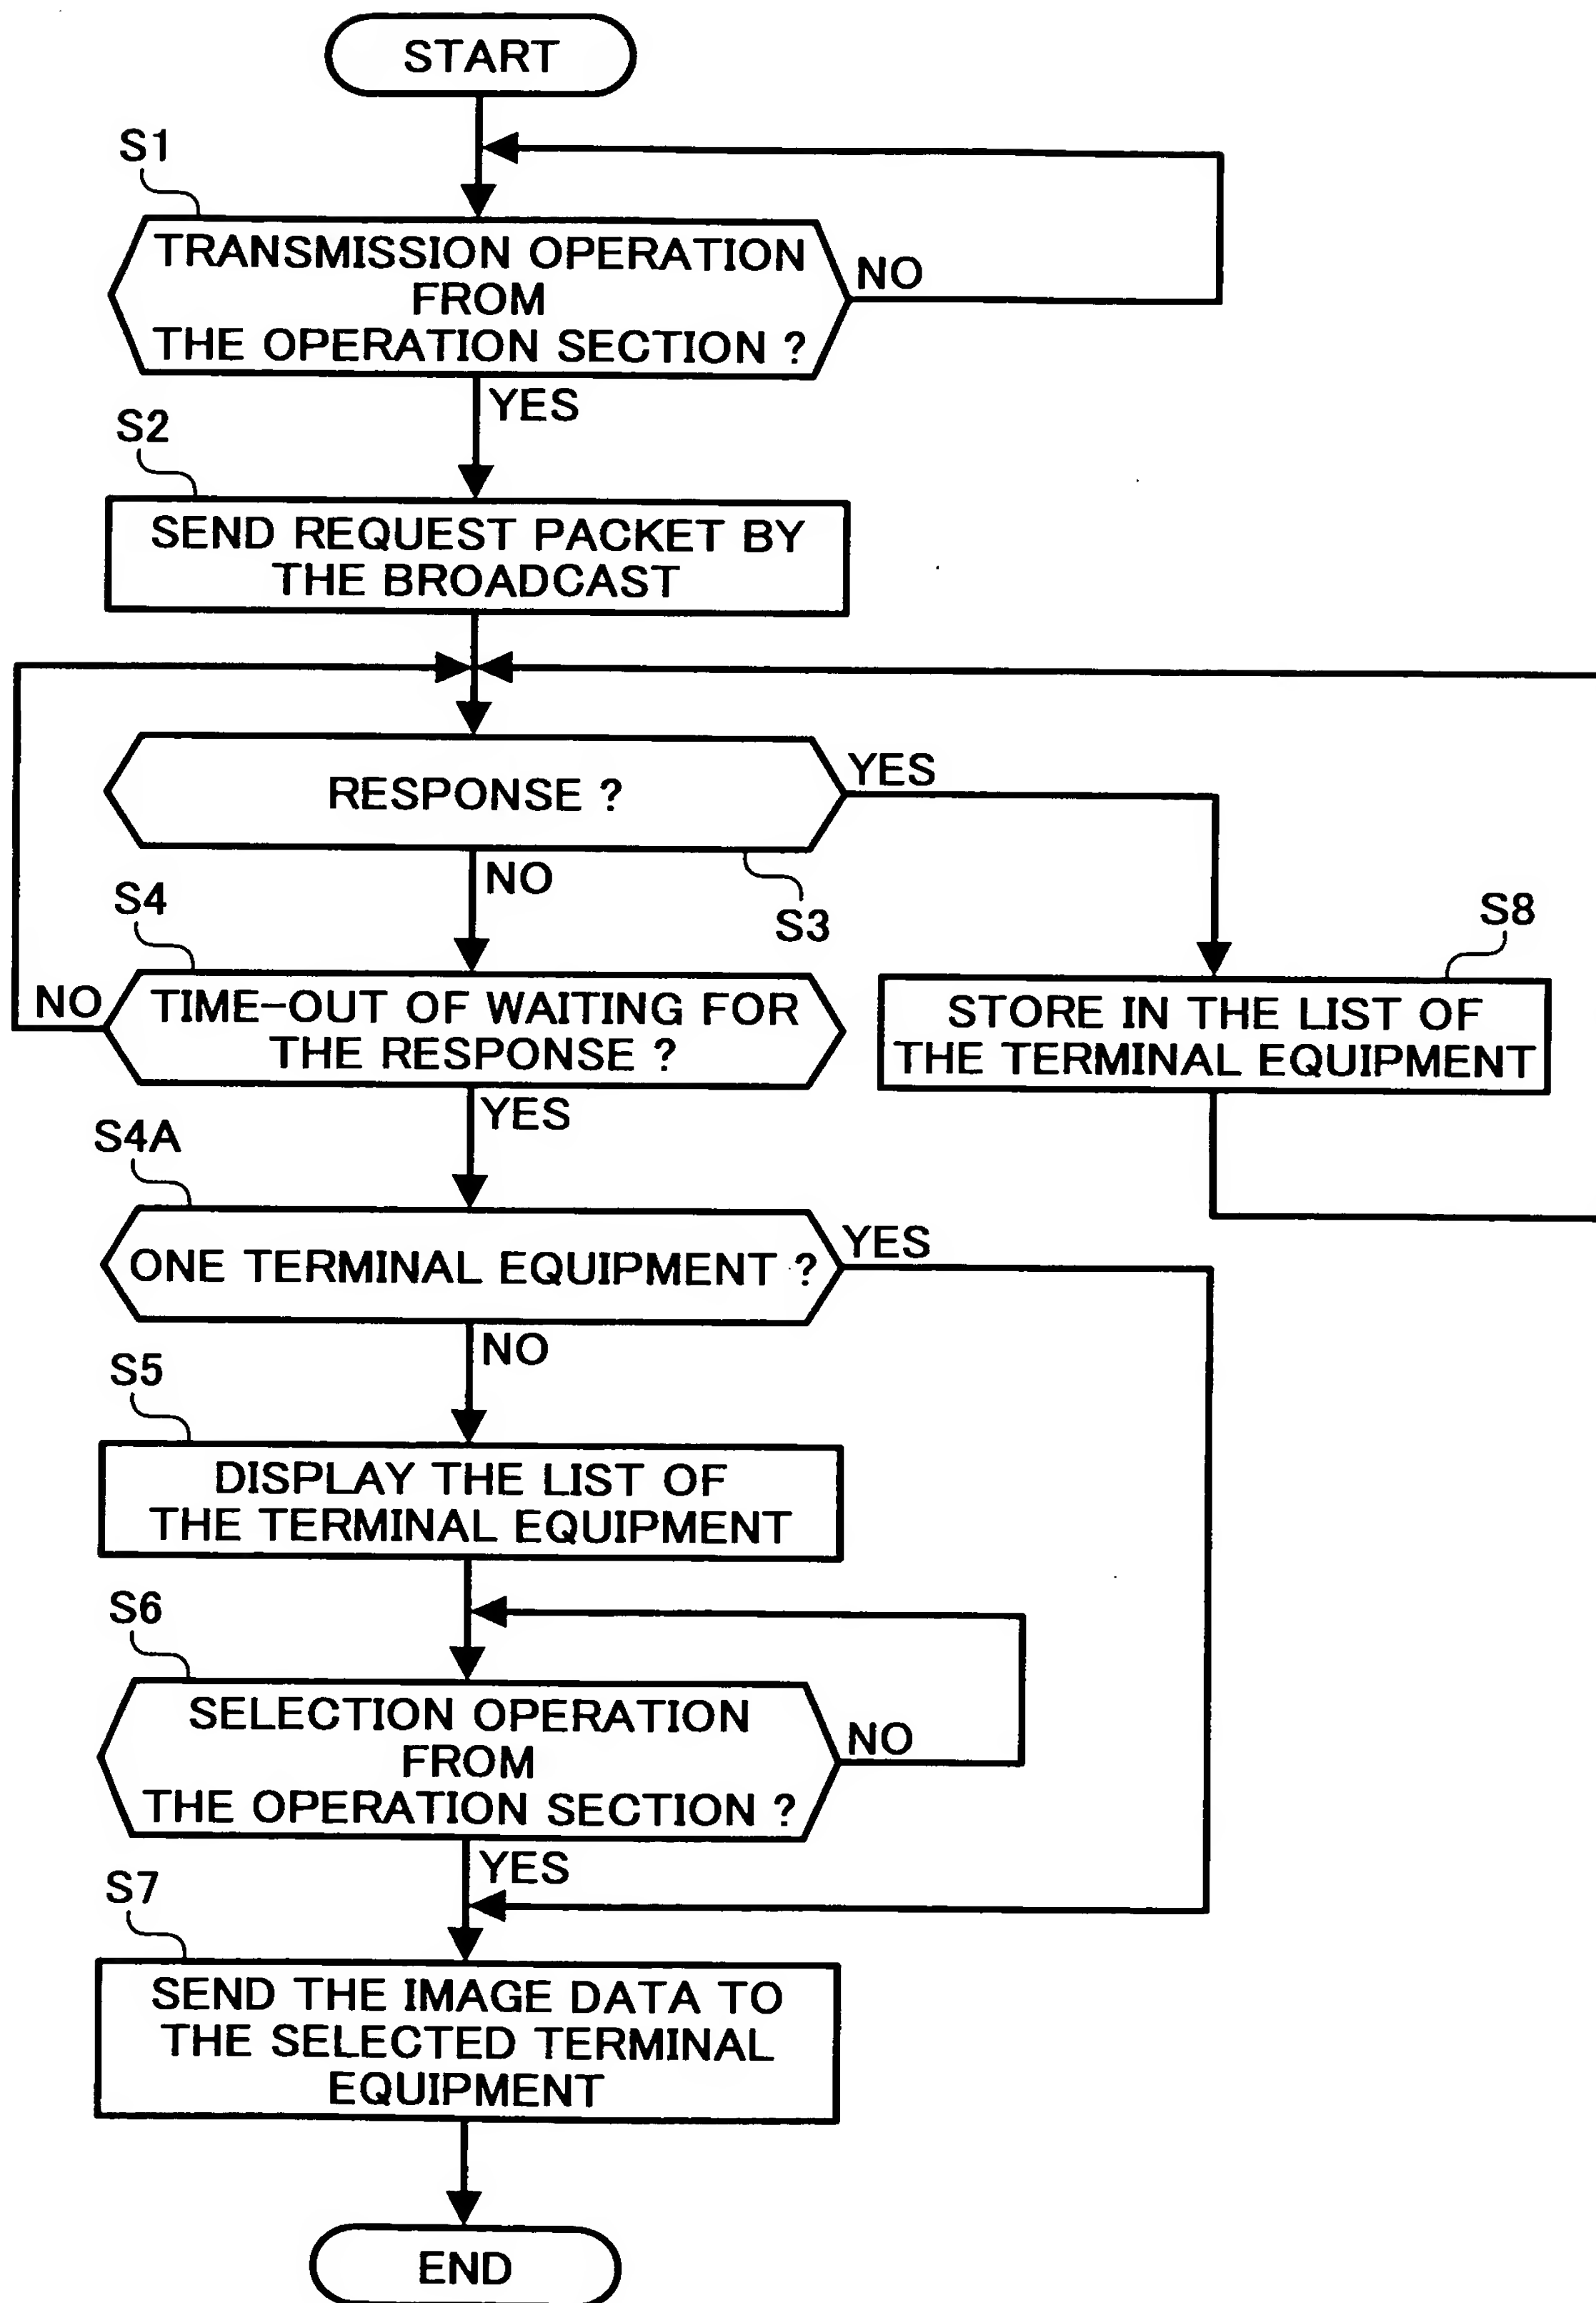 START
S1
TRANSMISSION OPERATION
FROM
THE OPERATION SECTION ?
NO
YES
S2
SEND REQUEST PACKET BY
THE BROADCAST
RESPONSE ?
YES
NO
S3
S4
TIME-OUT OF WAITING FOR
THE RESPONSE ?
NO
YES
S8
STORE IN THE LIST OF
THE TERMINAL EQUIPMENT
S4A
ONE TERMINAL EQUIPMENT ?
YES
NO
S5
DISPLAY THE LIST OF
THE TERMINAL EQUIPMENT
S6
SELECTION OPERATION
FROM
THE OPERATION SECTION ?
NO
YES
S7
SEND THE IMAGE DATA TO
THE SELECTED TERMINAL
EQUIPMENT
END